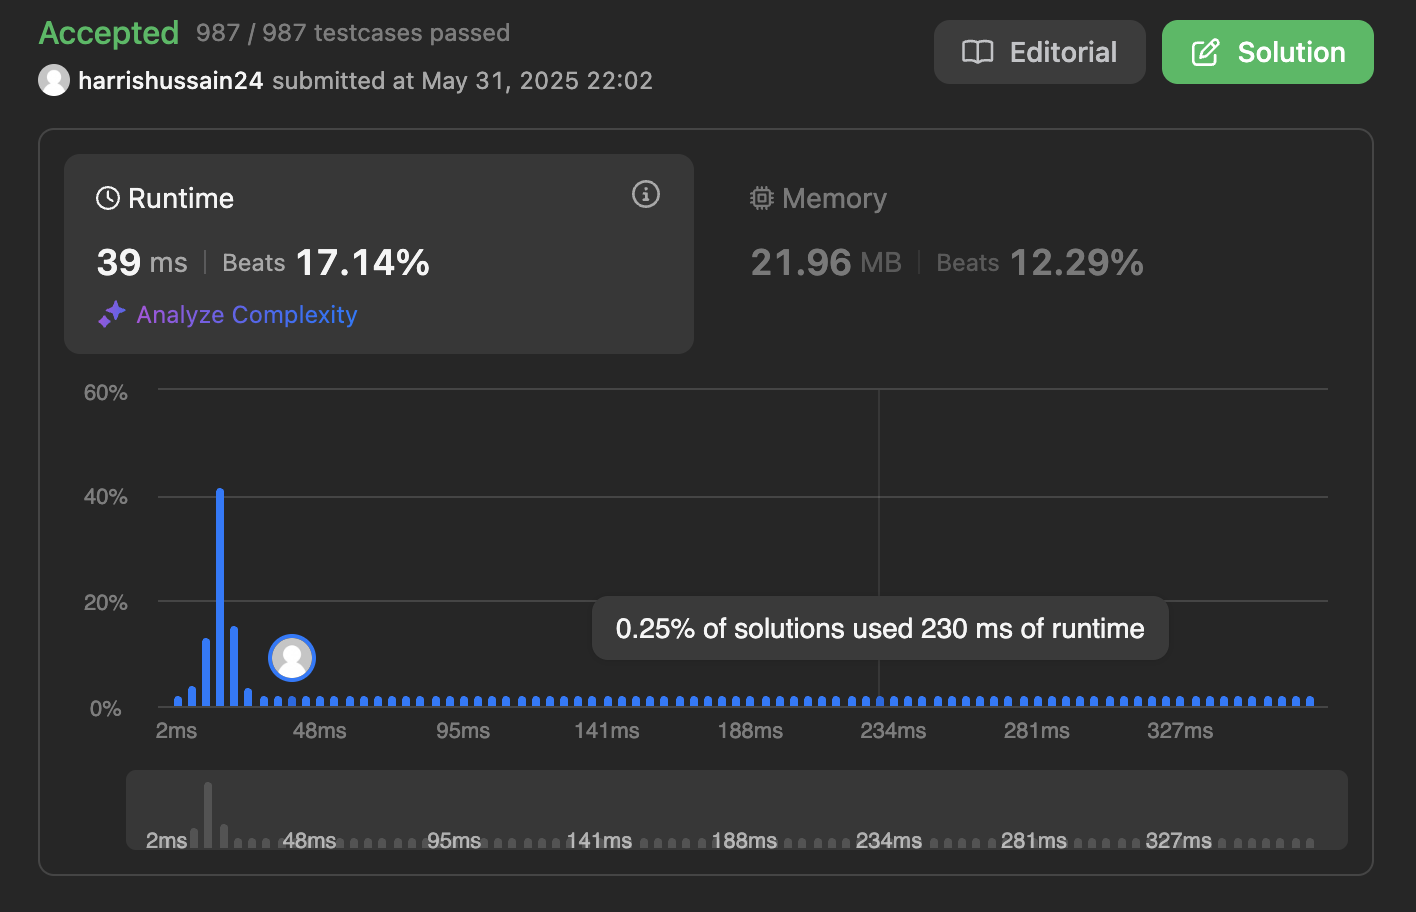 Accepted 987 / 987 testcases passed
Editorial
Solution
harrishussain24 submitted at May 31, 2025 22:02
Runtime
39 ms | Beats 17.14%
Analyze Complexity
Memory
21.96 MB | Beats 12.29%
60%
40%
20%
0%
0.25% of solutions used 230 ms of runtime
2ms 48ms 95ms 141ms 188ms 234ms 281ms 327ms
2ms 48ms 95ms 141ms 188ms 234ms 281ms 327ms